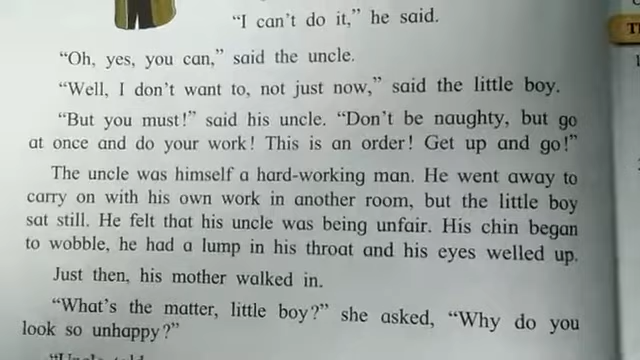 "I can't do it," he said.
"Oh, yes, you can," said the uncle.
"Well, I don't want to, not just now," said the little boy.
"But you must!" said his uncle. "Don't be naughty, but go
at once and do your work! This is an order! Get up and go!"
The uncle was himself a hard-working man. He went away to
carry on with his own work in another room, but the little boy
sat still. He felt that his uncle was being unfair. His chin began
to wobble, he had a lump in his throat and his eyes welled up.
Just then, his mother walked in.
"What's the matter, little boy?" she asked, "Why do you
look so unhappy?"